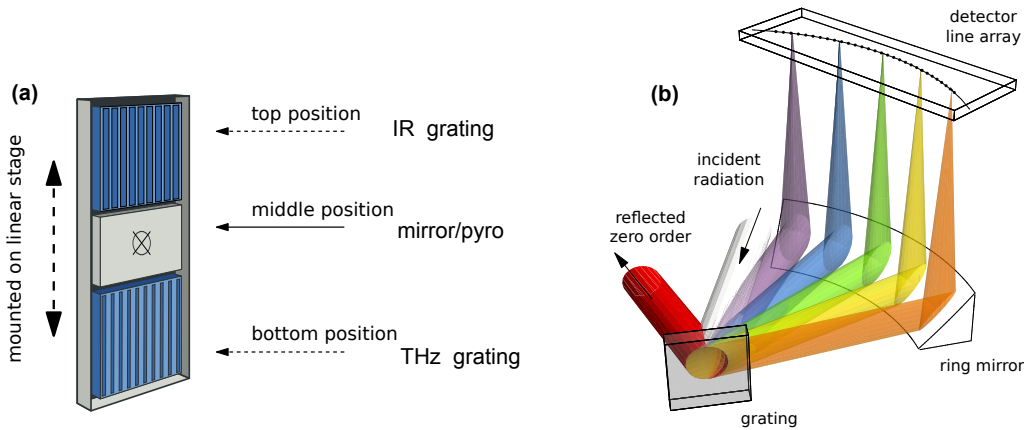 (a)
mounted on linear stage
top position
IR grating
middle position
mirror/pyro
bottom position
THz grating
(b)
detector
line array
incident
radiation
reflected
zero order
ring mirror
grating